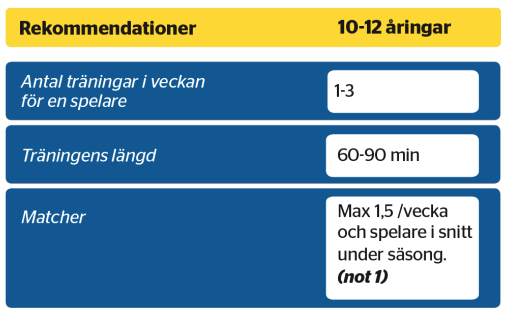 Rekommendationer 10-12 åringar
Antal träningar i veckan
för en spelare
1-3
Träningens längd
60-90 min
Matcher
Max 1,5 /vecka
och spelare i snitt
under säsong.
(not 1)